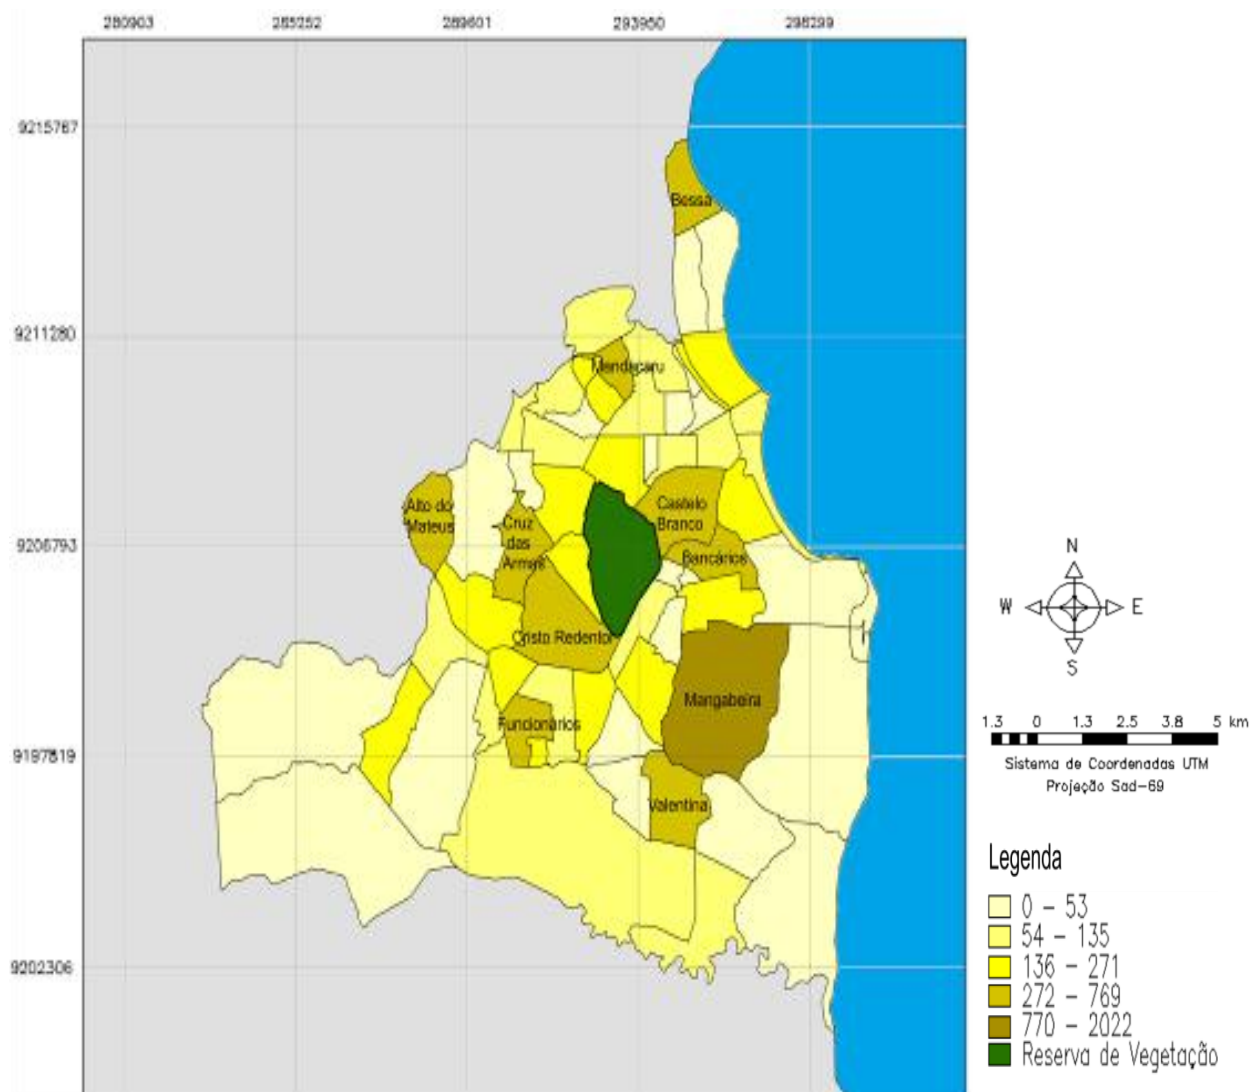 280903 285252 289601 293950 298299
9215767
Bessa
9211280
Mandacaru
Alto do
Mateus
Cruz
das
Armas
Castelo
Branco
9206793
Bancários
Cristo Redentor
Mangabeira
Funcionários
9197819
Valentina
9202306
N
W E
S
1.3 0 1.3 2.5 3.8 5 km
Sistema de Coordenadas UTM
Projeção Sad-69
Legenda
0 - 53
54 - 135
136 - 271
272 - 769
770 - 2022
Reserva de Vegetação